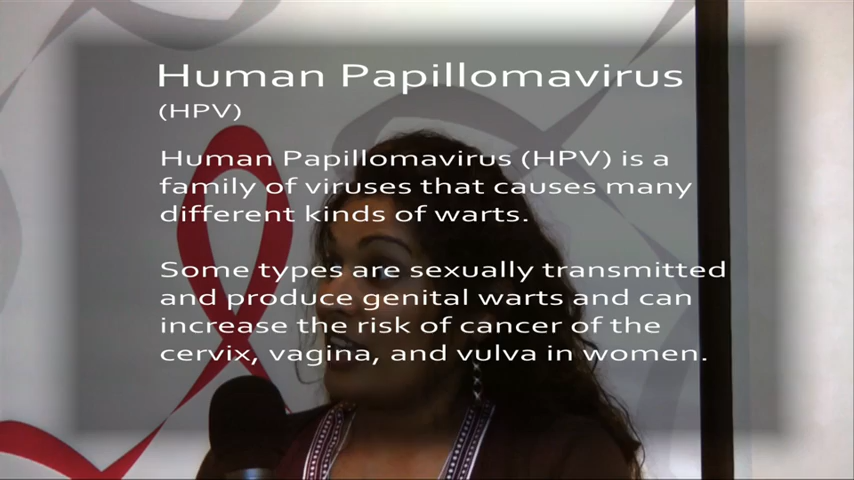 Human Papillomavirus
(HPV)
Human Papillomavirus (HPV) is a
family of viruses that causes many
different kinds of warts.
Some types are sexually transmitted
and produce genital warts and can
increase the risk of cancer of the
cervix, vagina, and vulva in women.